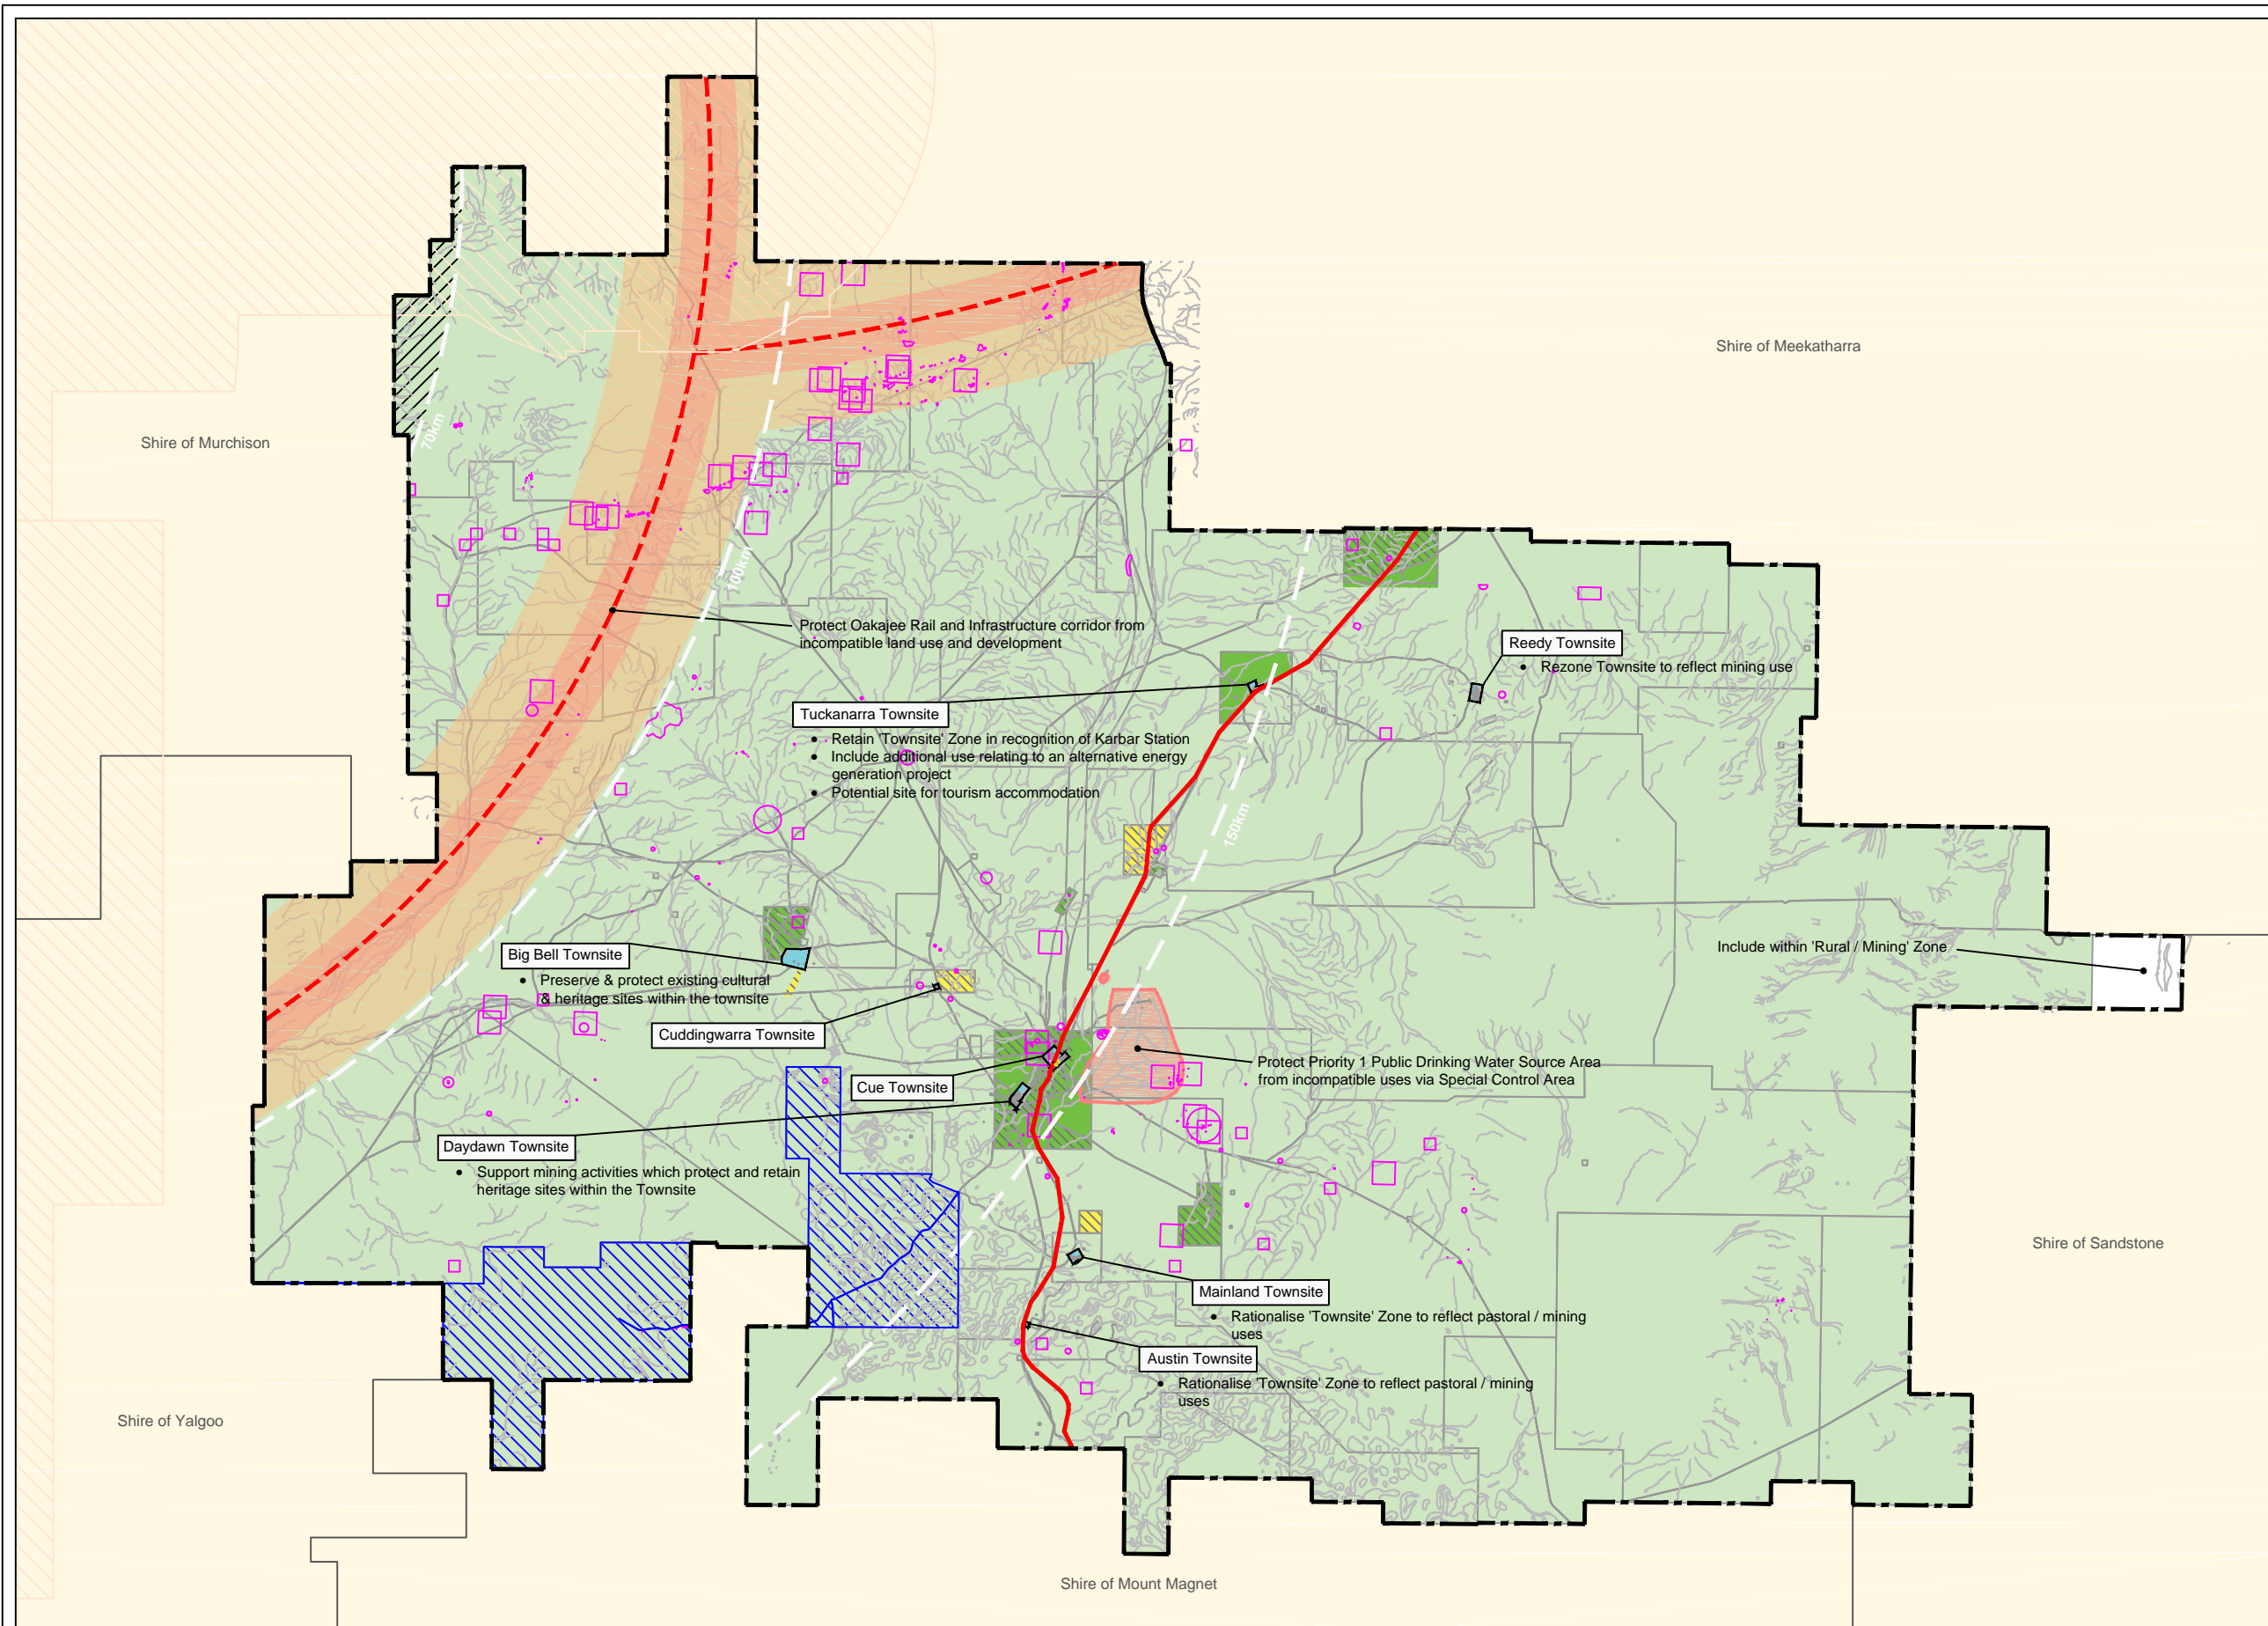 Shire of Meekatharra
Shire of Murchison
70km
100km
Protect Oakajee Rail and Infrastructure corridor from
incompatible land use and development
Reedy Townsite
• Rezone Townsite to reflect mining use
Tuckanarra Townsite
• Retain 'Townsite' Zone in recognition of Karbar Station
• Include additional use relating to an alternative energy
generation project
• Potential site for tourism accommodation
150km
Big Bell Townsite
• Preserve & protect existing cultural
& heritage sites within the townsite
Include within 'Rural / Mining' Zone
Cuddingwarra Townsite
Protect Priority 1 Public Drinking Water Source Area
from incompatible uses via Special Control Area
Cue Townsite
Daydawn Townsite
• Support mining activities which protect and retain
heritage sites within the Townsite
Shire of Sandstone
Mainland Townsite
• Rationalise 'Townsite' Zone to reflect pastoral / mining
uses
Austin Townsite
• Rationalise 'Townsite' Zone to reflect pastoral / mining
uses
Shire of Yalgoo
Shire of Mount Magnet